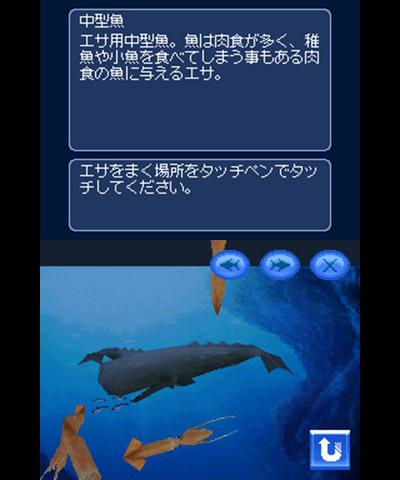 中型魚
エサ用中型魚。魚は肉食が多く、稚
魚や小魚を食べてしまう事もある肉
食の魚に与えるエサ。
エサをまく場所をタッチペンでタッ
チしてください。